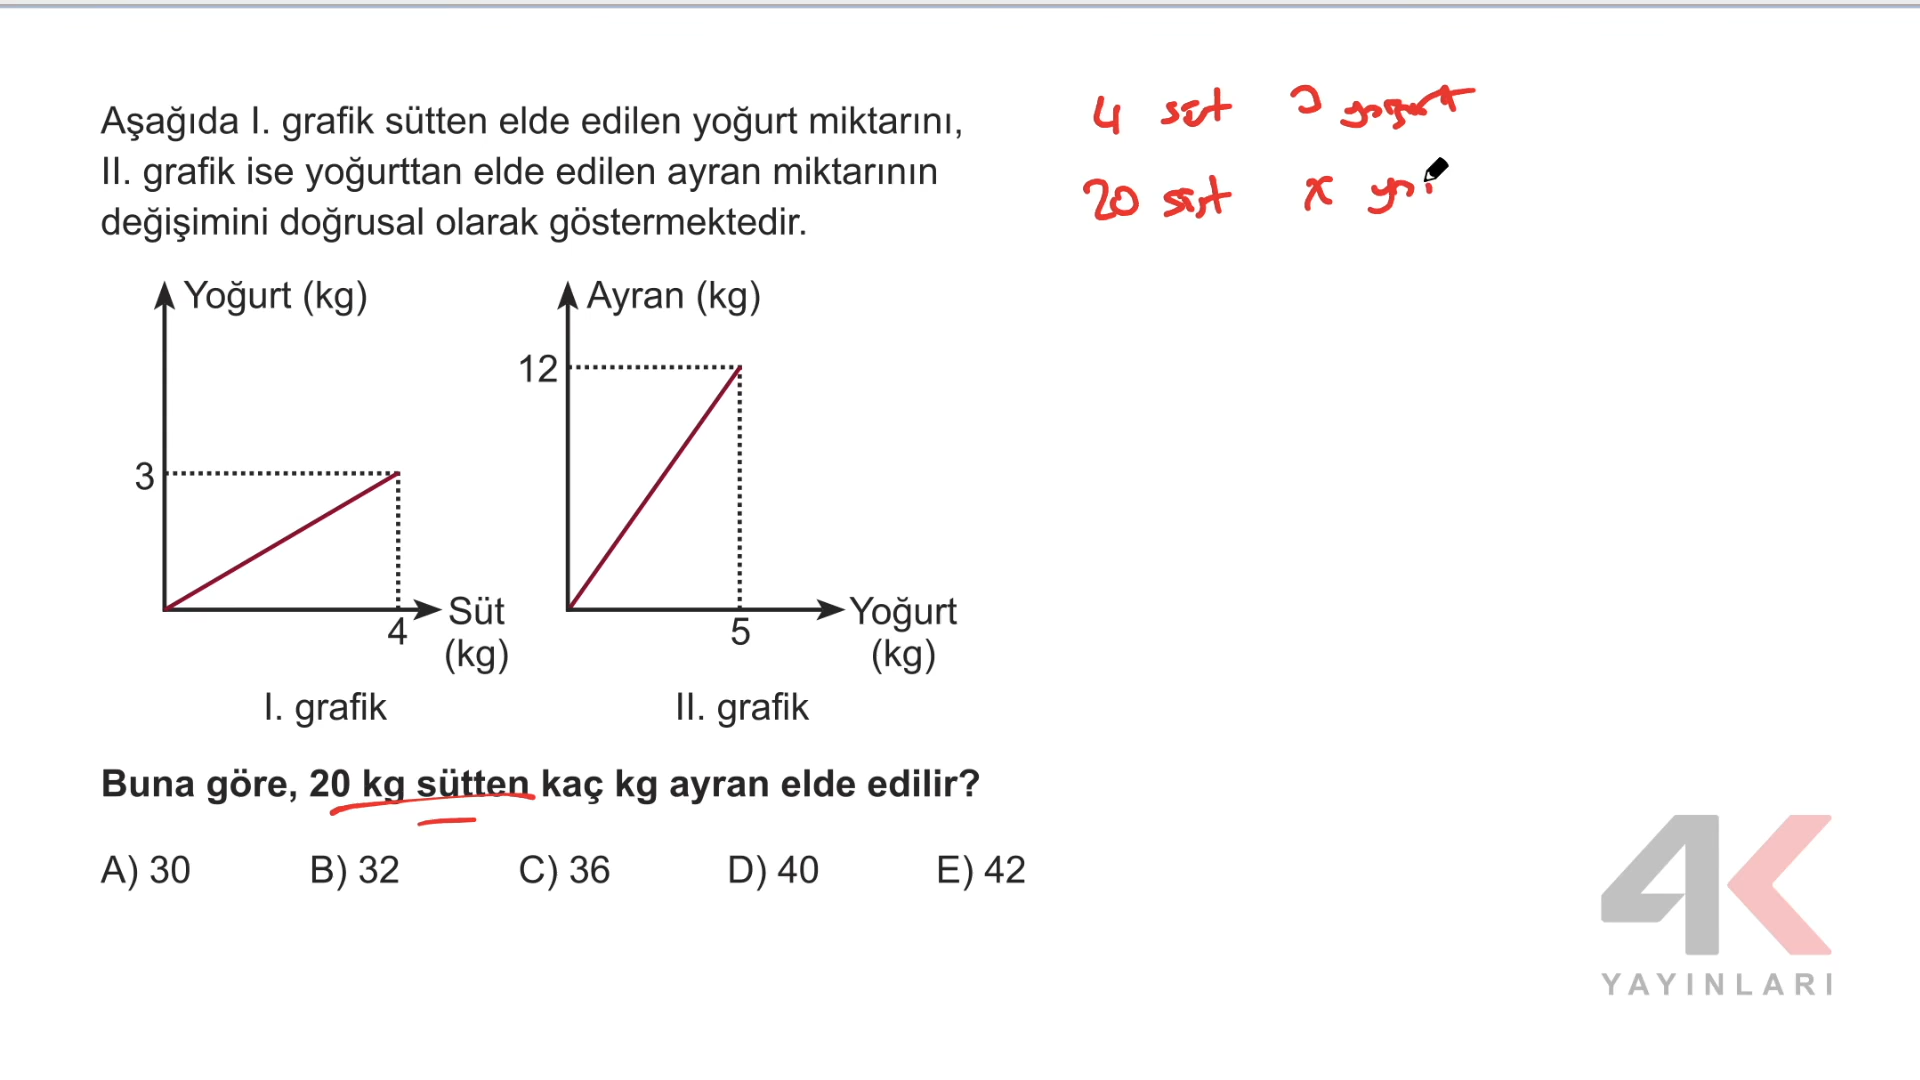 Aşağıda I. grafik sütten elde edilen yoğurt miktarını,
II. grafik ise yoğurttan elde edilen ayran miktarının
değişimini doğrusal olarak göstermektedir.
4 süt 3 yoğurt
20 süt x yo
Yoğurt (kg)
3
4
Süt
(kg)
I. grafik
Ayran (kg)
12
5
Yoğurt
(kg)
II. grafik
Buna göre, 20 kg sütten kaç kg ayran elde edilir?
A) 30 B) 32 C) 36 D) 40 E) 42
4K
YAYINLARI